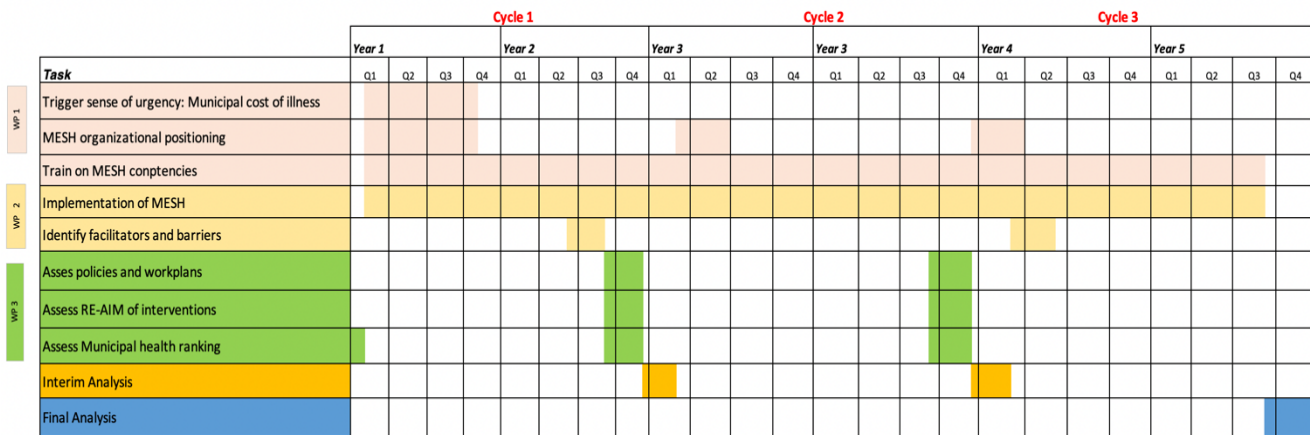 Cycle 1 Cycle 2 Cycle 3
Year 1 Year 2 Year 3 Year 3 Year 4 Year 5
Task Q1 Q2 Q3 Q4 Q1 Q2 Q3 Q4 Q1 Q2 Q3 Q4 Q1 Q2 Q3 Q4 Q1 Q2 Q3 Q4 Q1 Q2 Q3 Q4
WP 1
Trigger sense of urgency: Municipal cost of illness
MESH organizational positioning
Train on MESH conptencies
WP 2
Implementation of MESH
Identify facilitators and barriers
WP 3
Asses policies and workplans
Assess RE-AIM of interventions
Assess Municipal health ranking
Interim Analysis
Final Analysis